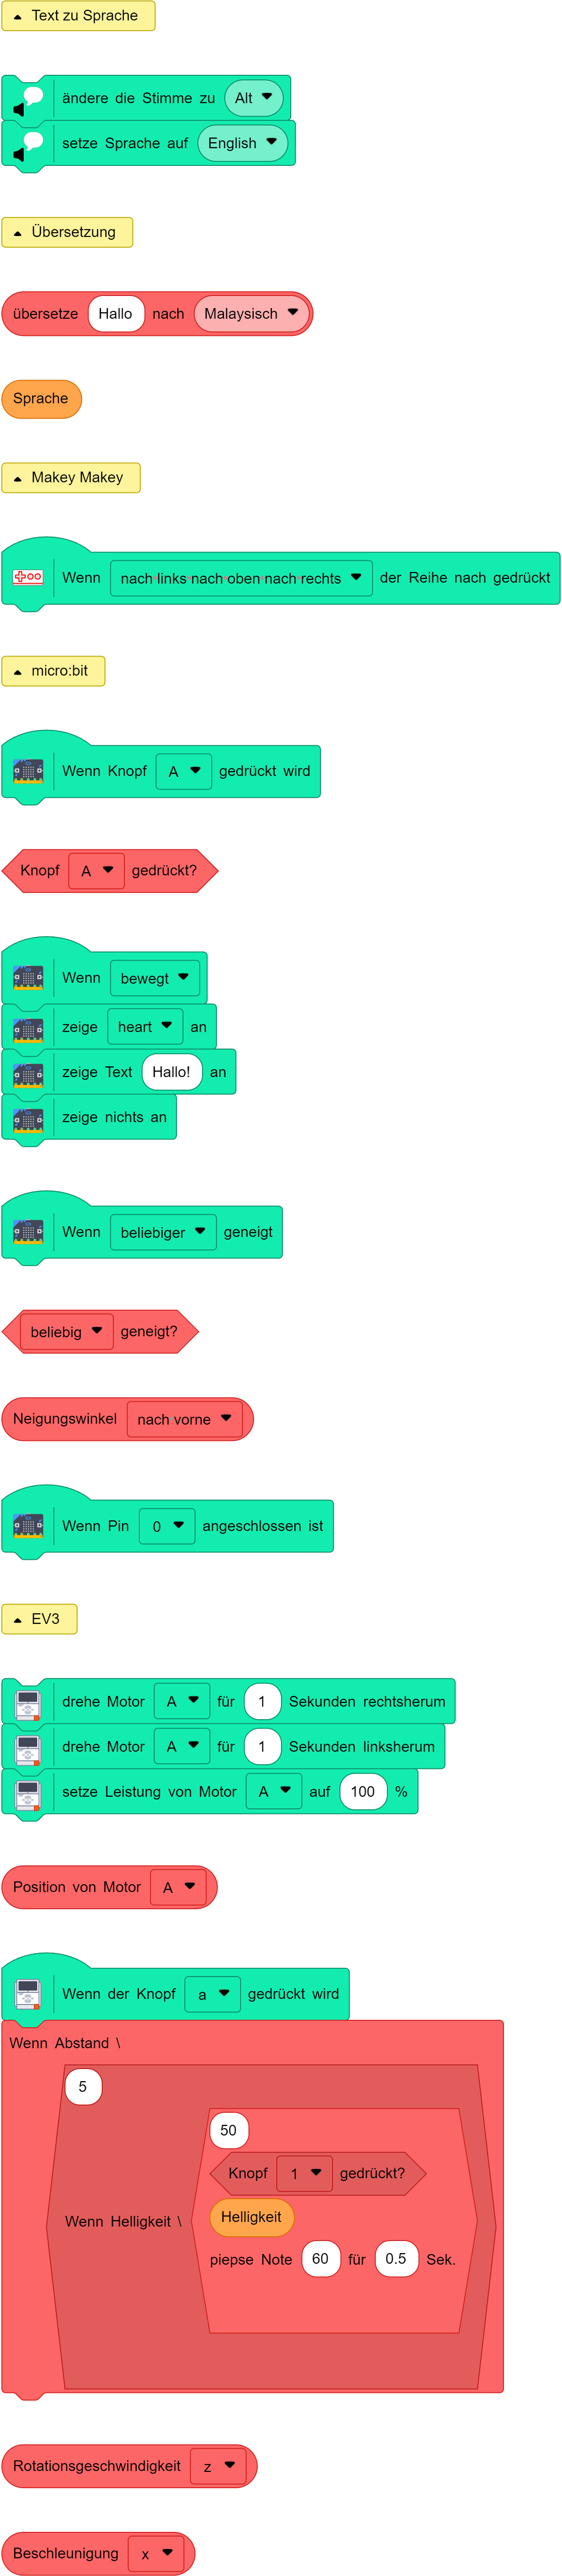 Text zu Sprache
ändere die Stimme zu Alt
setze Sprache auf English
Übersetzung
übersetze Hallo nach Malaysisch
Sprache
Makey Makey
Wenn nach links nach oben nach rechts der Reihe nach gedrückt
micro:bit
Wenn Knopf A gedrückt wird
Knopf A gedrückt?
Wenn bewegt
zeige heart an
zeige Text Hallo! an
zeige nichts an
Wenn beliebiger geneigt
beliebig geneigt?
Neigungswinkel nach vorne
Wenn Pin 0 angeschlossen ist
EV3
drehe Motor A für 1 Sekunden rechtsherum
drehe Motor A für 1 Sekunden linksherum
setze Leistung von Motor A auf 100 %
Position von Motor A
Wenn der Knopf a gedrückt wird
Wenn Abstand \
5
50
Knopf 1 gedrückt?
Wenn Helligkeit \
Helligkeit
piepse Note 60 für 0.5 Sek.
Rotationsgeschwindigkeit z
Beschleunigung x